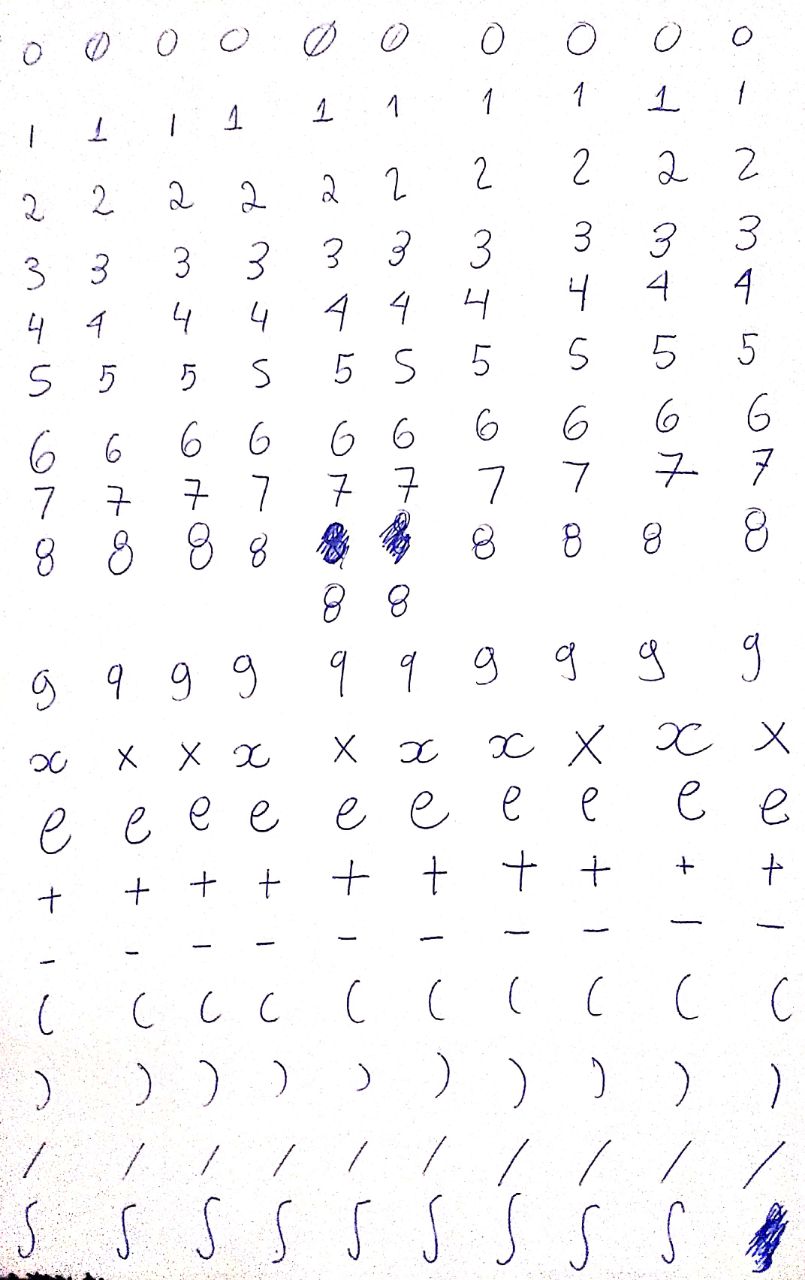 0 0 0 0 0 0 0 0 0 0
1 1 1 1 1 1 1 1 1 1
2 2 2 2 2 2 2 2 2 2
3 3 3 3 3 3 3 3 3 3
4 4 4 4 4 4 4 4 4 4
5 5 5 5 5 5 5 5 5 5
6 6 6 6 6 6 6 6 6 6
7 7 7 7 7 7 7 7 7 7
8 8 8 8 8 8 8 8
8 8
9 9 9 9 9 9 9 9 9 9
x x x x x x x x x x
e e e e e e e e e e
+ + + + + + + + + +
- - - - - - - - - -
( ( ( ( ( ( ( ( ( (
) ) ) ) ) ) ) ) ) )
/ / / / / / / / / /
∫ ∫ ∫ ∫ ∫ ∫ ∫ ∫ ∫